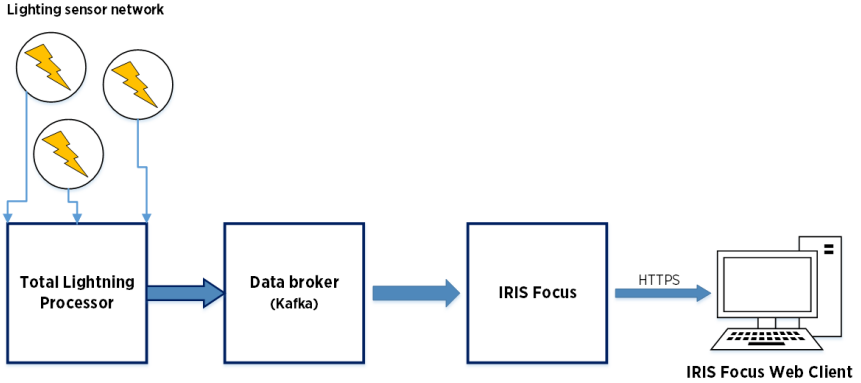 Lighting sensor network
Total Lightning
Processor
Data broker
(Kafka)
IRIS Focus
HTTPS
IRIS Focus Web Client